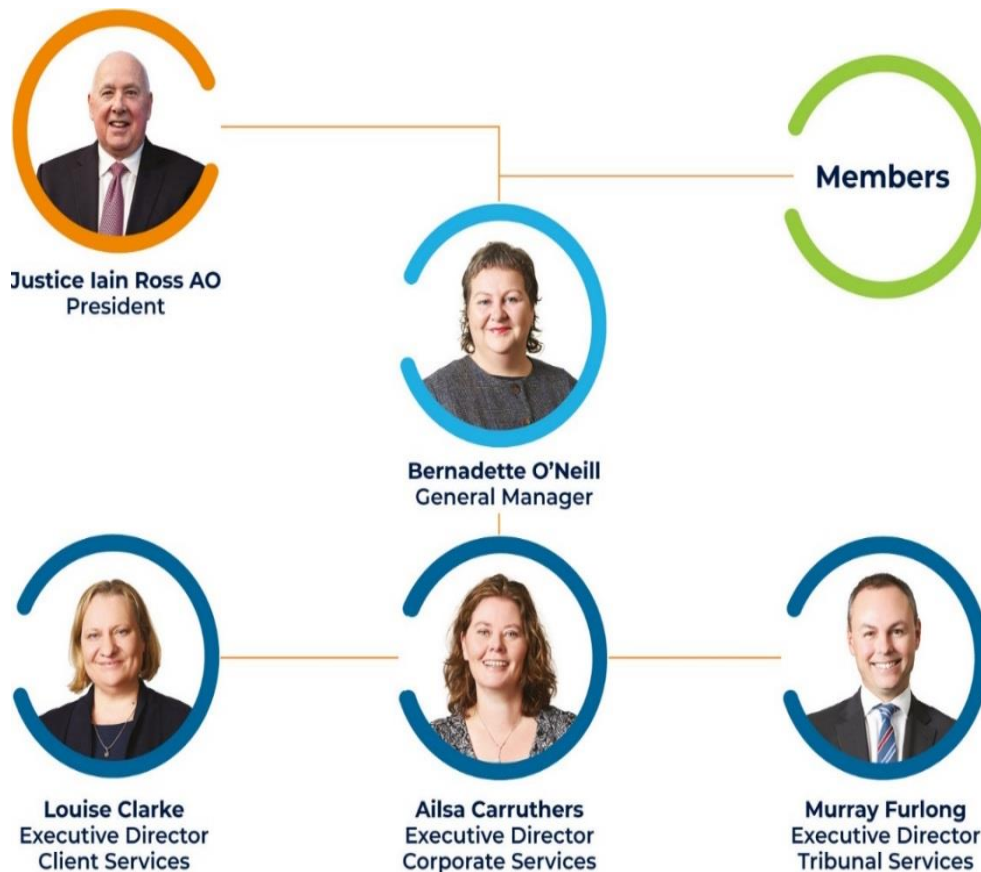 Members
Justice Iain Ross AO
President
Bernadette O’Neill
General Manager
Louise Clarke
Executive Director
Client Services
Ailsa Carruthers
Executive Director
Corporate Services
Murray Furlong
Executive Director
Tribunal Services